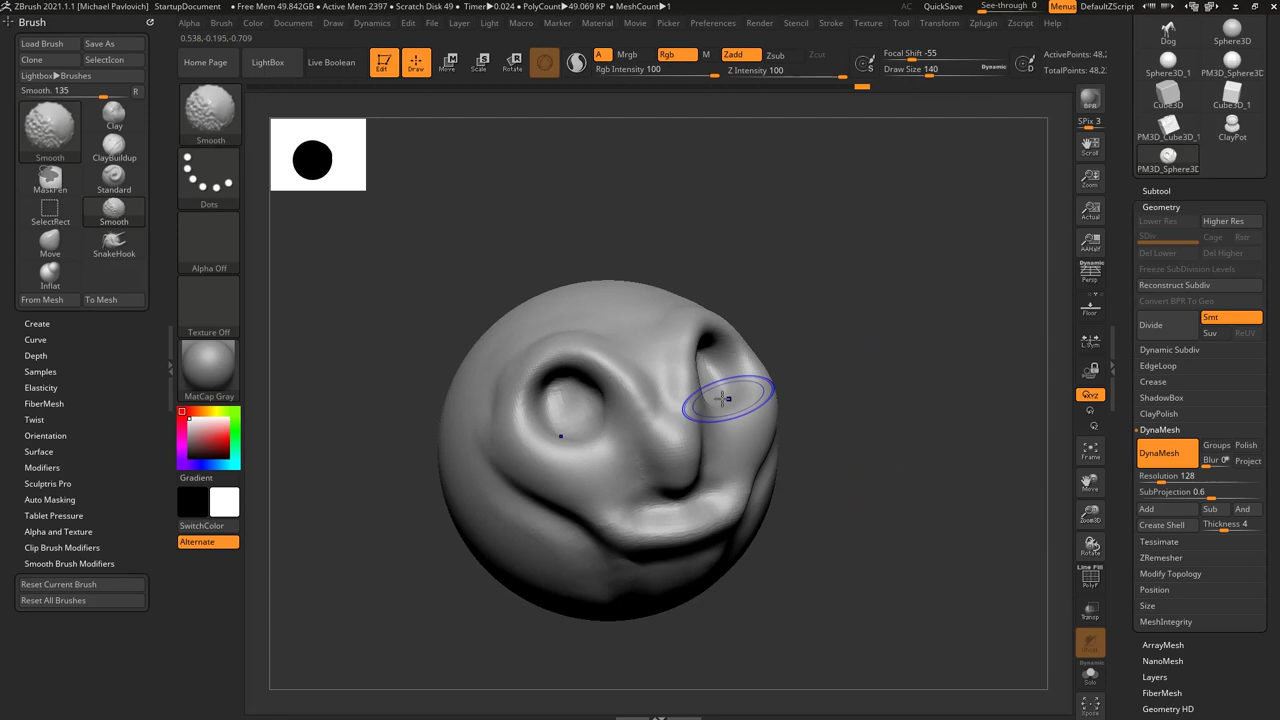 ZBrush 2021.1.1 [Michael Pavlovich] StartupDocument • Free Mem 49.842GB • Active Mem 2397 • Scratch Disk 49 • Timer▶0.024 • PolyCount▶49.069 KP • MeshCount▶1
AC QuickSave See-through 0 Menus DefaultZScript
Brush
Alpha Brush Color Document Draw Dynamics Edit File Layer Light Macro Marker Material Movie Picker Preferences Render Stencil Stroke Texture Tool Transform Zplugin Zscript Help
0.538,-0.195,-0.709
Load Brush Save As
Clone SelectIcon
Lightbox▶Brushes
Smooth. 135 R
Smooth
Clay
ClayBuildup
MaskPen Standard
SelectRect Smooth
Move SnakeHook
Inflat
From Mesh To Mesh
Create
Curve
Depth
Samples
Elasticity
FiberMesh
Twist
Orientation
Surface
Modifiers
Sculptris Pro
Auto Masking
Tablet Pressure
Alpha and Texture
Clip Brush Modifiers
Smooth Brush Modifiers
Reset Current Brush
Reset All Brushes
Home Page LightBox Live Boolean
Edit Draw Move Scale Rotate
A Mrgb Rgb M Zadd Zsub Zcut
Rgb Intensity 100 Z Intensity 100
S Focal Shift -55
Draw Size 140 Dynamic
D ActivePoints: 48,
TotalPoints: 48,2
Smooth
Dots
Alpha Off
Texture Off
MatCap Gray
Gradient
SwitchColor
Alternate
BPR
SPix 3
Scroll
Zoom
Actual
AAHalf
Dynamic
Persp
Floor
L.Sym
XYZ
Frame
Move
Zoom3D
Rotate
Line Fill
PolyF
Transp
Ghost
Dynamic
Solo
Xpose
Dog Sphere3D
Sphere3D_1 PM3D_Sphere3D
Cube3D Cube3D_1
PM3D_Cube3D_1 ClayPot
PM3D_Sphere3D
Subtool
Geometry
Lower Res Higher Res
SDiv Cage Rstr
Del Lower Del Higher
Freeze SubDivision Levels
Reconstruct Subdiv
Convert BPR To Geo
Divide Smt
Suv ReUV
Dynamic Subdiv
EdgeLoop
Crease
ShadowBox
ClayPolish
DynaMesh
DynaMesh Groups Polish
Blur 0 Project
Resolution 128
SubProjection 0.6
Add Sub And
Create Shell Thickness 4
Tessimate
ZRemesher
Modify Topology
Position
Size
MeshIntegrity
ArrayMesh
NanoMesh
Layers
FiberMesh
Geometry HD